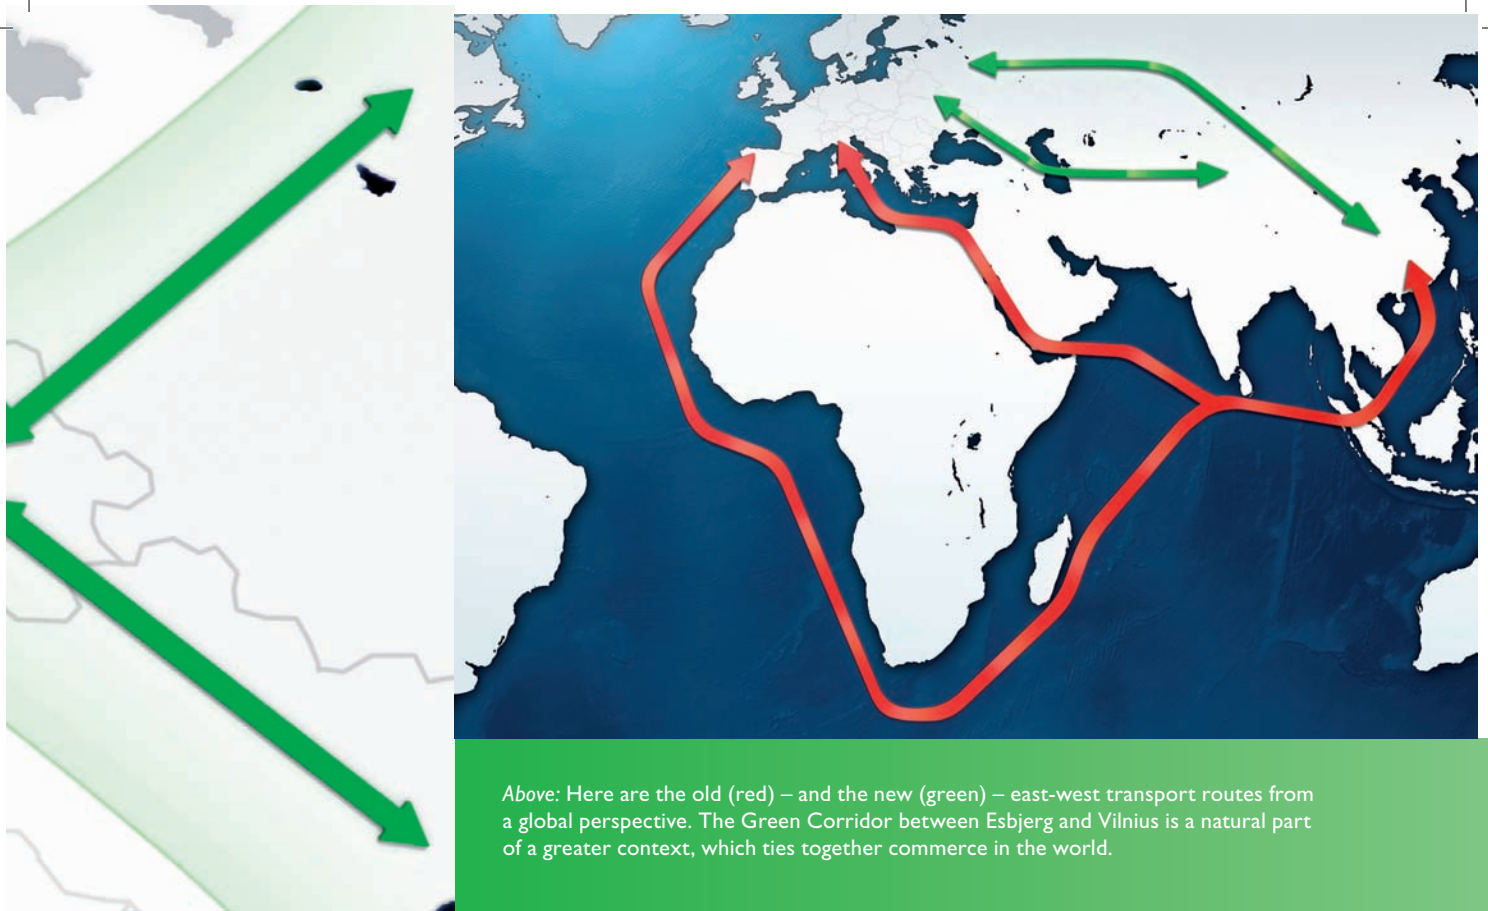 Above: Here are the old (red) – and the new (green) – east-west transport routes from
a global perspective. The Green Corridor between Esbjerg and Vilnius is a natural part
of a greater context, which ties together commerce in the world.